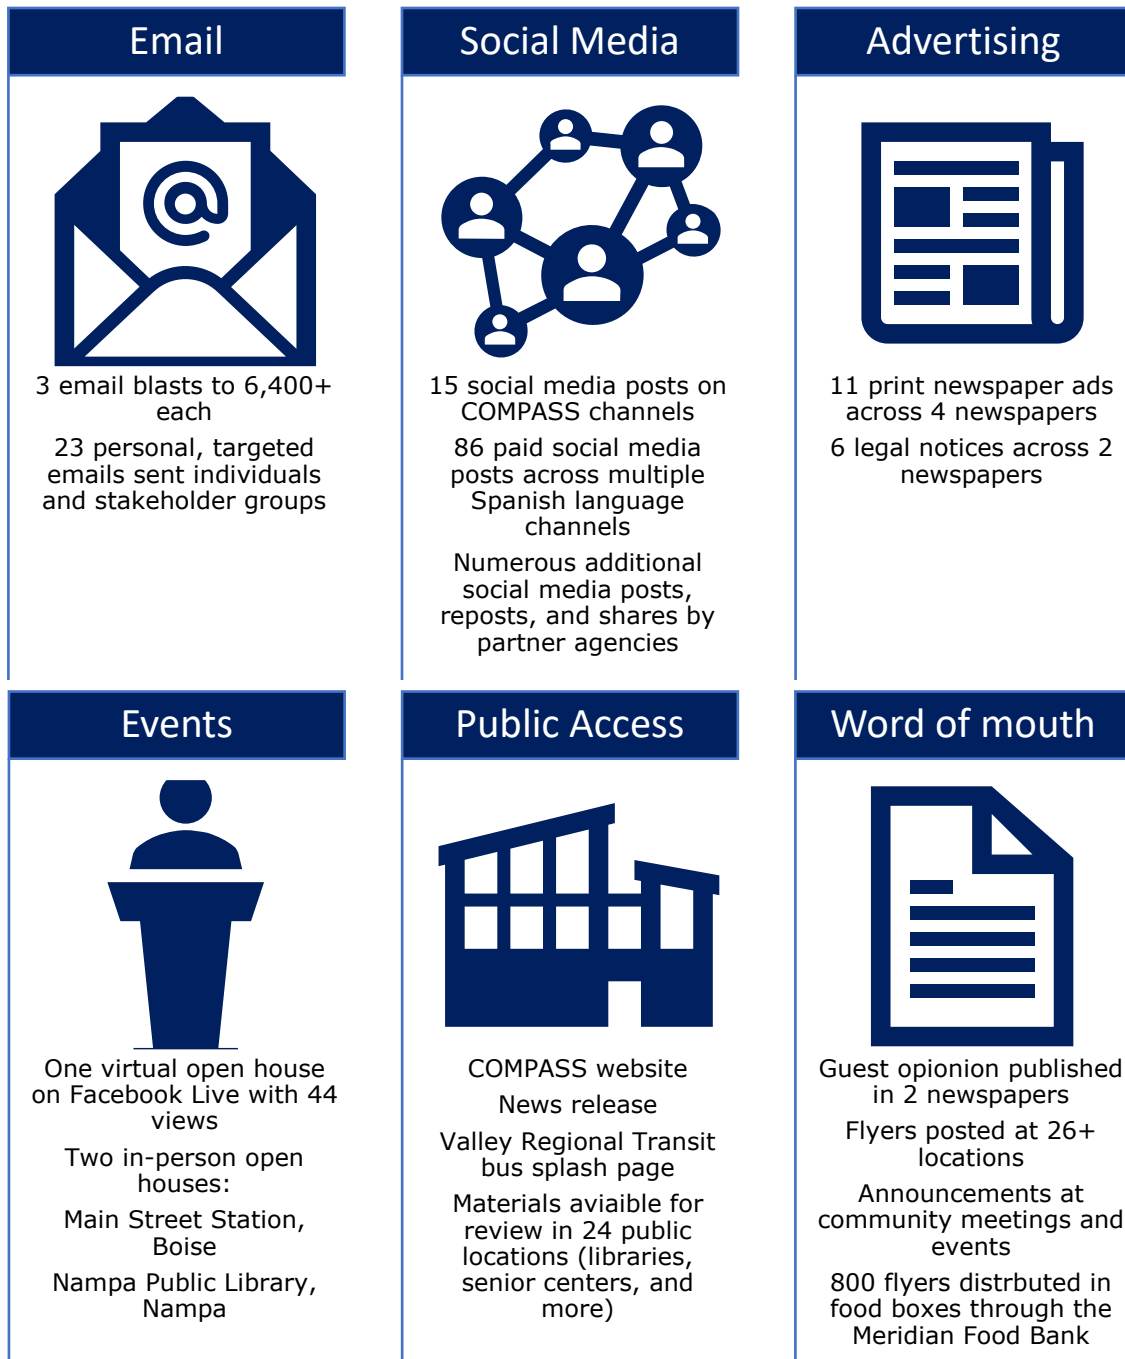 Email
3 email blasts to 6,400+
each
23 personal, targeted
emails sent individuals
and stakeholder groups
Social Media
15 social media posts on
COMPASS channels
86 paid social media
posts across multiple
Spanish language
channels
Numerous additional
social media posts,
reposts, and shares by
partner agencies
Advertising
11 print newspaper ads
across 4 newspapers
6 legal notices across 2
newspapers
Events
One virtual open house
on Facebook Live with 44
views
Two in-person open
houses:
Main Street Station,
Boise
Nampa Public Library,
Nampa
Public Access
COMPASS website
News release
Valley Regional Transit
bus splash page
Materials aviaible for
review in 24 public
locations (libraries,
senior centers, and
more)
Word of mouth
Guest opionion published
in 2 newspapers
Flyers posted at 26+
locations
Announcements at
community meetings and
events
800 flyers distrbuted in
food boxes through the
Meridian Food Bank